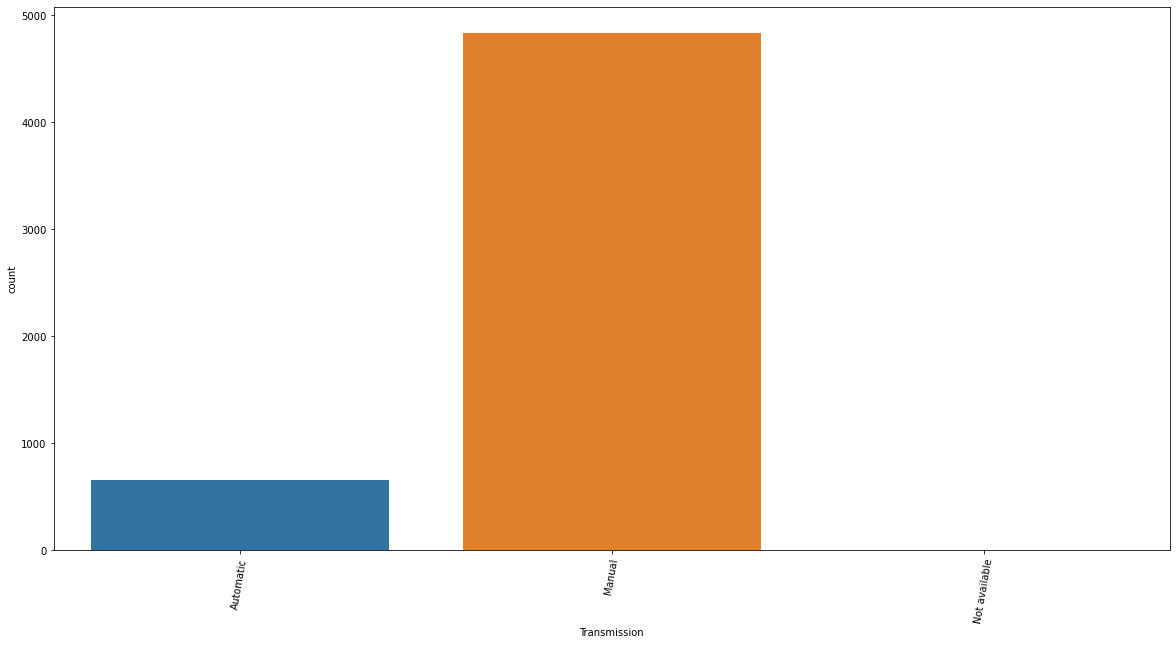 5000
4000
3000
2000
1000
0
count
Automatic
Manual
Not available
Transmission